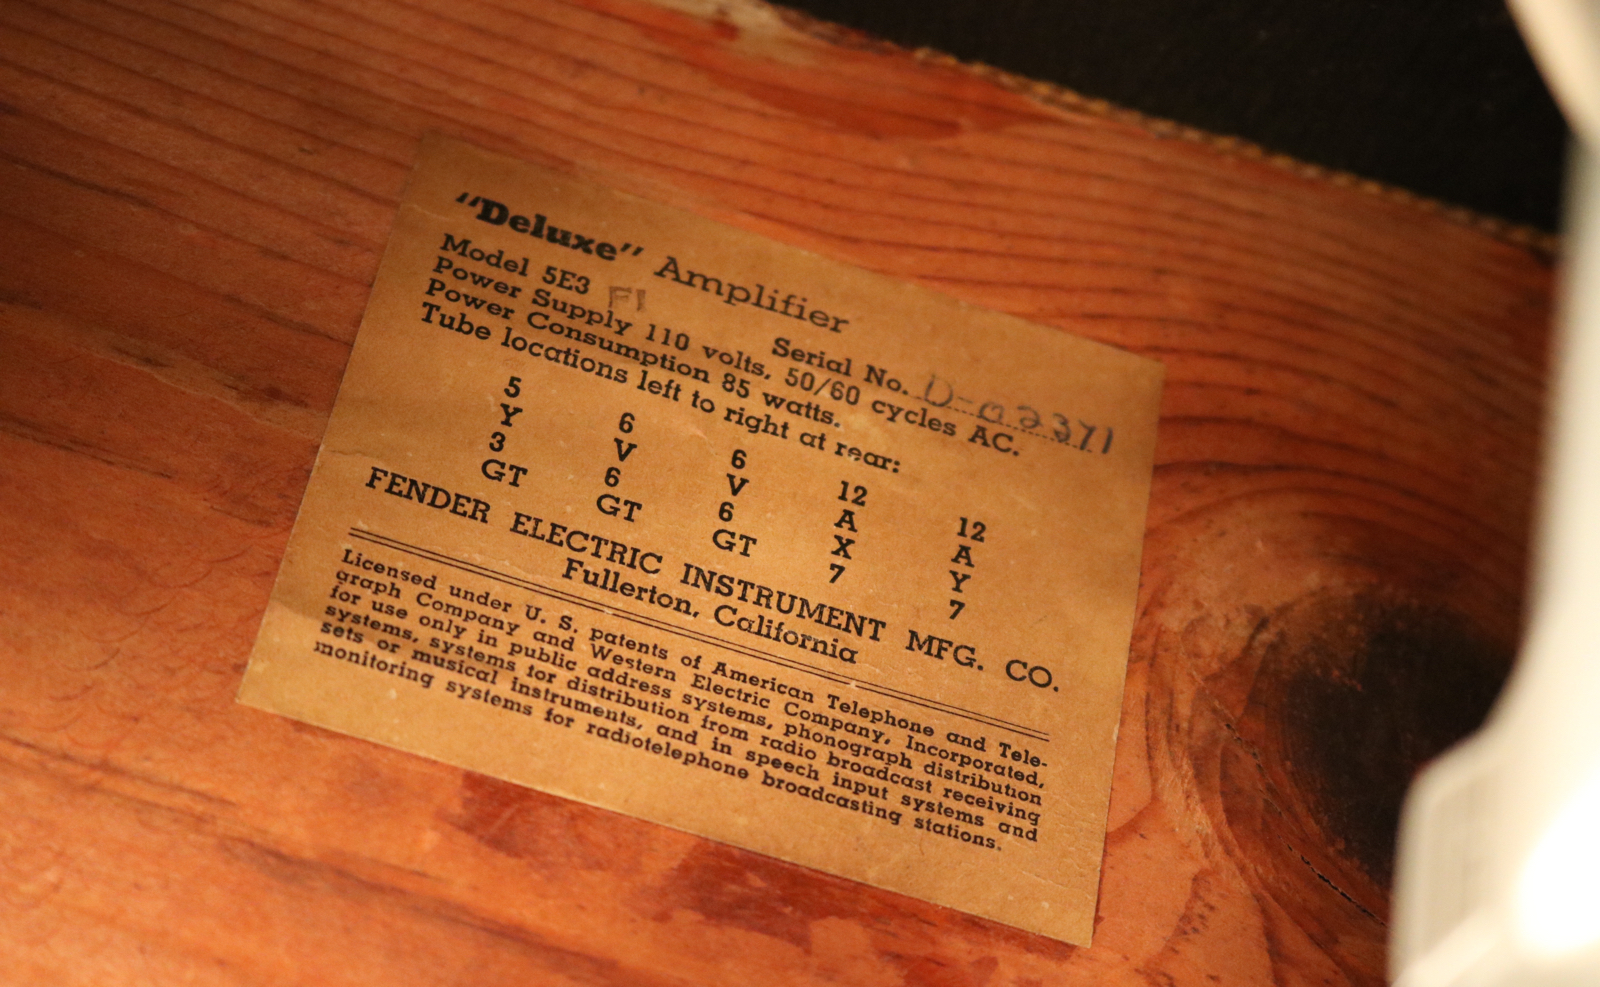 "Deluxe" Amplifier
Model 5E3 Serial No. D-02371
Power Supply 110 volts, 50/60 cycles AC.
Power Consumption 85 watts.
Tube locations left to right at rear:
5 6 6 12 12
Y V V A A
3 6 6 X Y
GT GT GT 7 7
FENDER ELECTRIC INSTRUMENT MFG. CO.
Fullerton, California
Licensed under U. S. patents of American Telephone and Tele-
graph Company and Western Electric Company, Incorporated,
for use only in public address systems, phonograph distribution
systems, systems for distribution from radio broadcast receiving
sets or musical instruments, and in speech input systems and
monitoring systems for radiotelephone broadcasting stations.